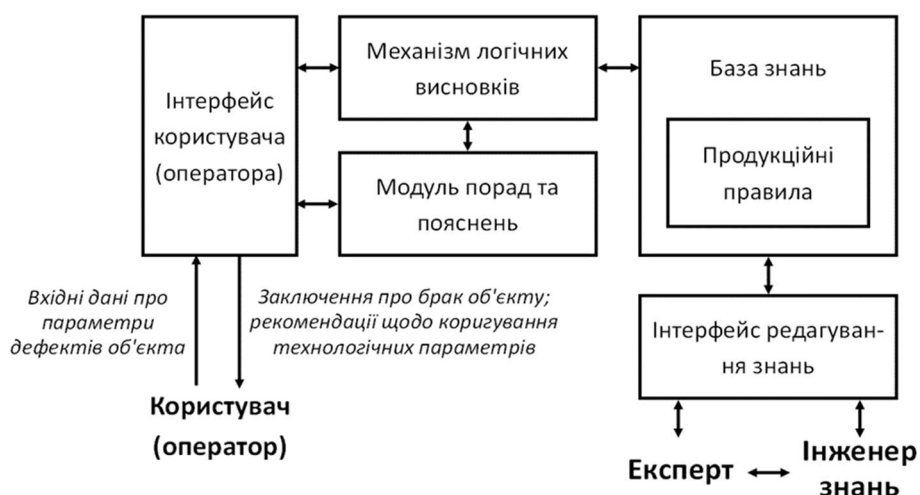 Інтерфейс
користувача
(оператора)
Механізм логічних
висновків
Модуль порад та
пояснень
База знань
Продукційні
правила
Вхідні дані про
параметри
дефектів об'єкта
Заключення про брак об'єкту;
рекомендації щодо коригування
технологічних параметрів
Користувач
(оператор)
Інтерфейс редагуван-
ня знань
Експерт
Інженер
знань